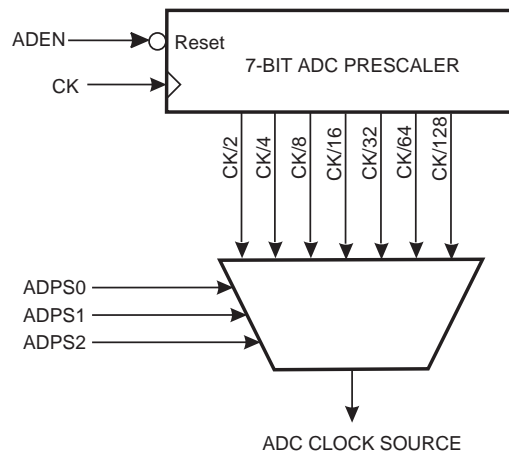 ADEN
Reset
7-BIT ADC PRESCALER
CK
CK/2
CK/4
CK/8
CK/16
CK/32
CK/64
CK/128
ADPS0
ADPS1
ADPS2
ADC CLOCK SOURCE